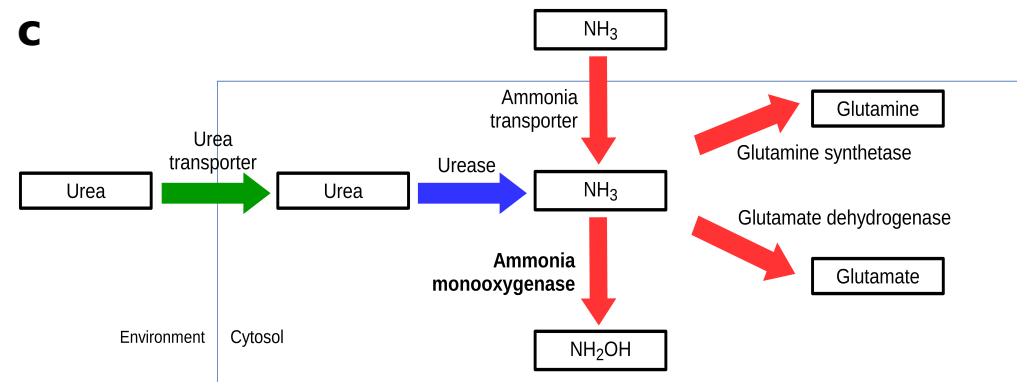 c
NH3
Ammonia
transporter
Glutamine
Glutamine synthetase
Urea
transporter
Urease
Urea
Urea
NH3
Glutamate dehydrogenase
Ammonia
monooxygenase
Glutamate
Environment
Cytosol
NH2OH